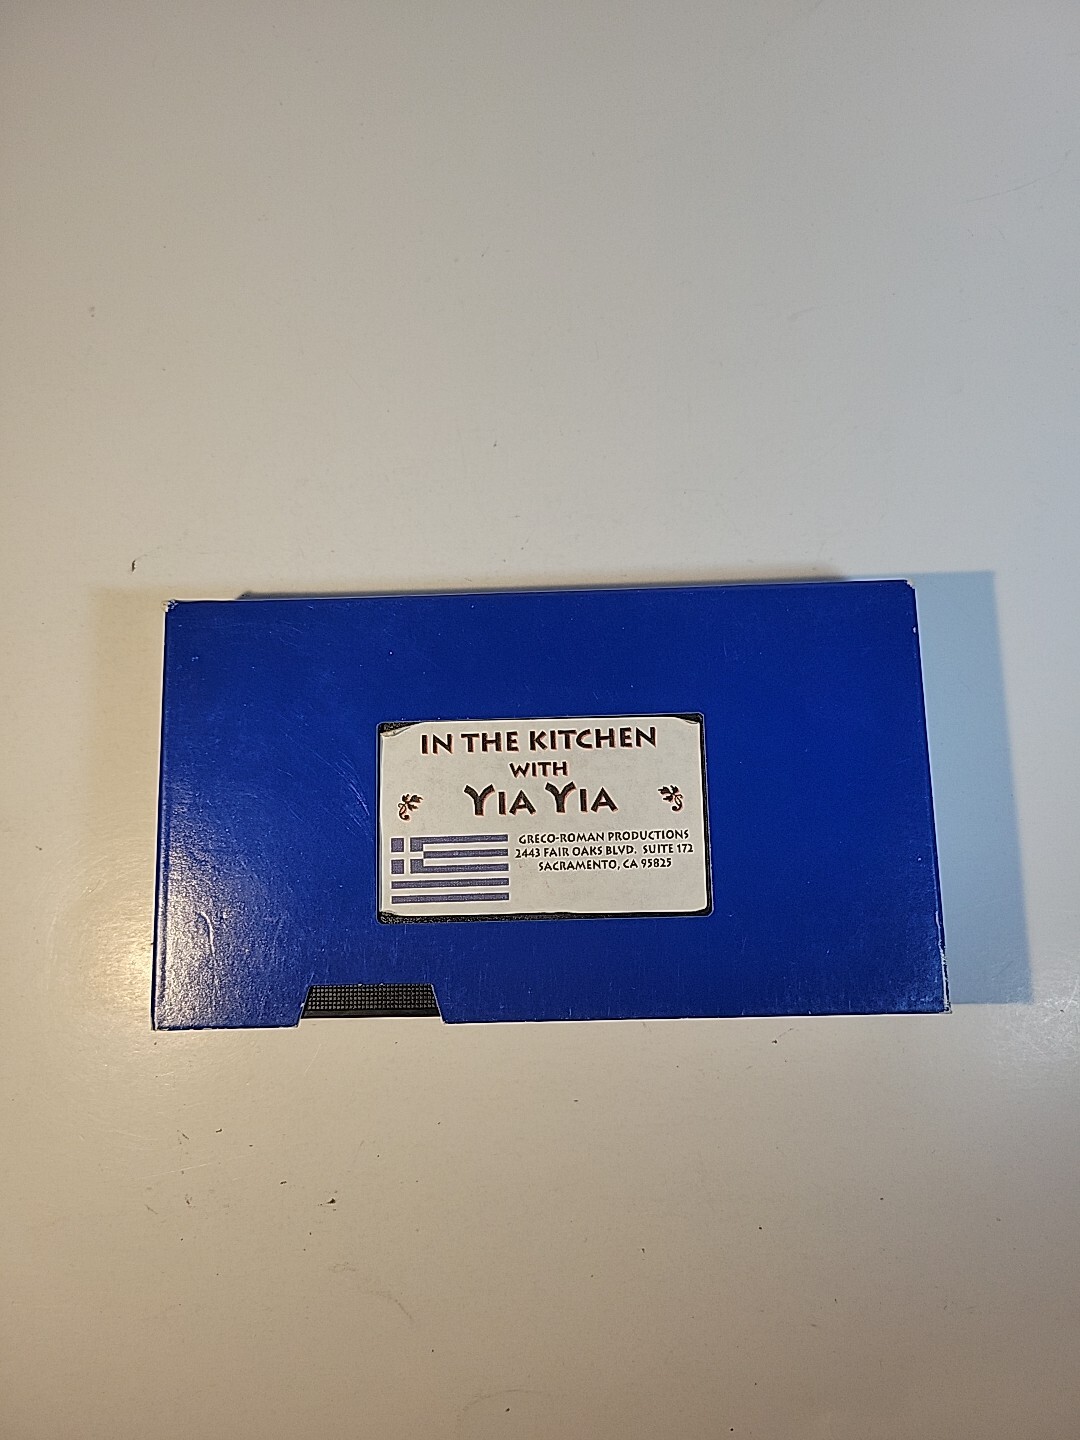 IN THE KITCHEN
WITH
YIA YIA
GRECO-ROMAN PRODUCTIONS
2443 FAIR OAKS BLVD. SUITE 172
SACRAMENTO, CA 95825